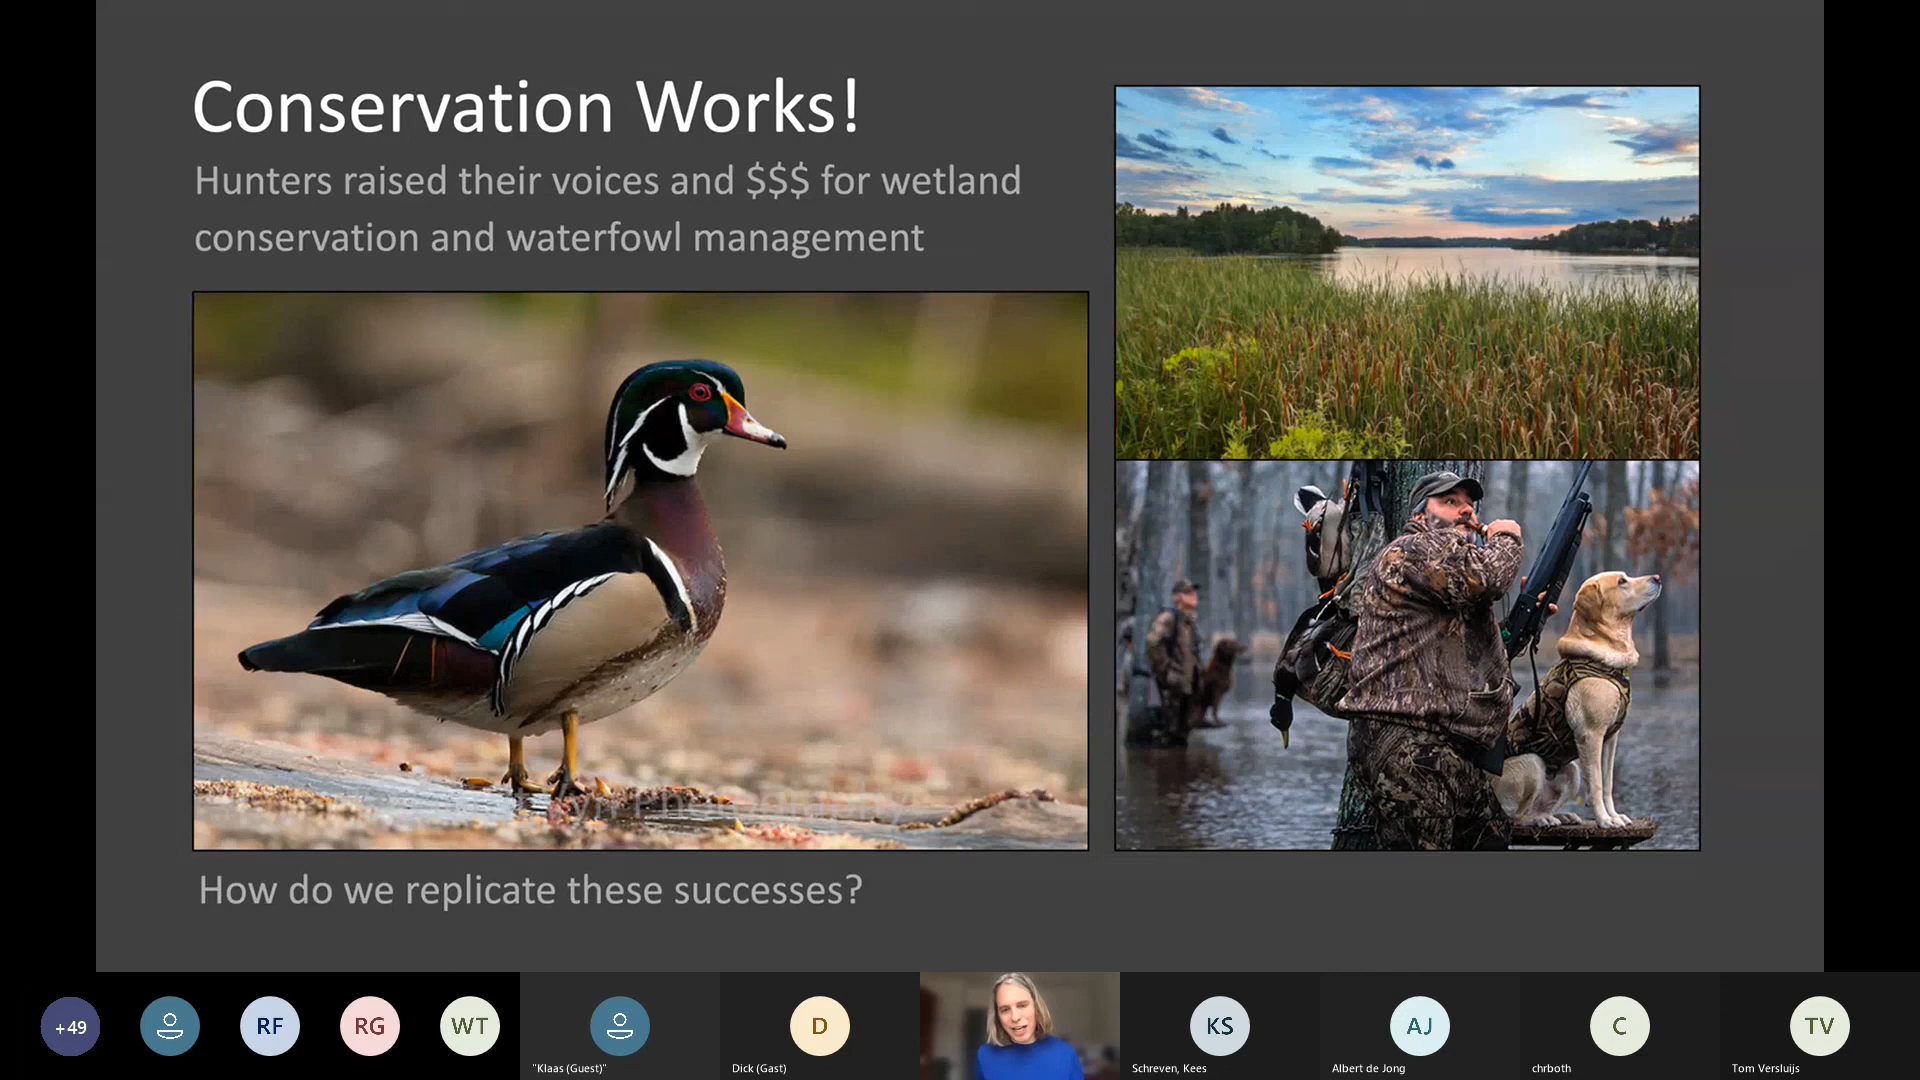 Conservation Works!
Hunters raised their voices and $$$ for wetland
conservation and waterfowl management
How do we replicate these successes?
+49
RF
RG
WT
"Klaas (Guest)"
D
Dick (Gast)
KS
Schreven, Kees
AJ
Albert de Jong
C
chrboth
TV
Tom Versluijs